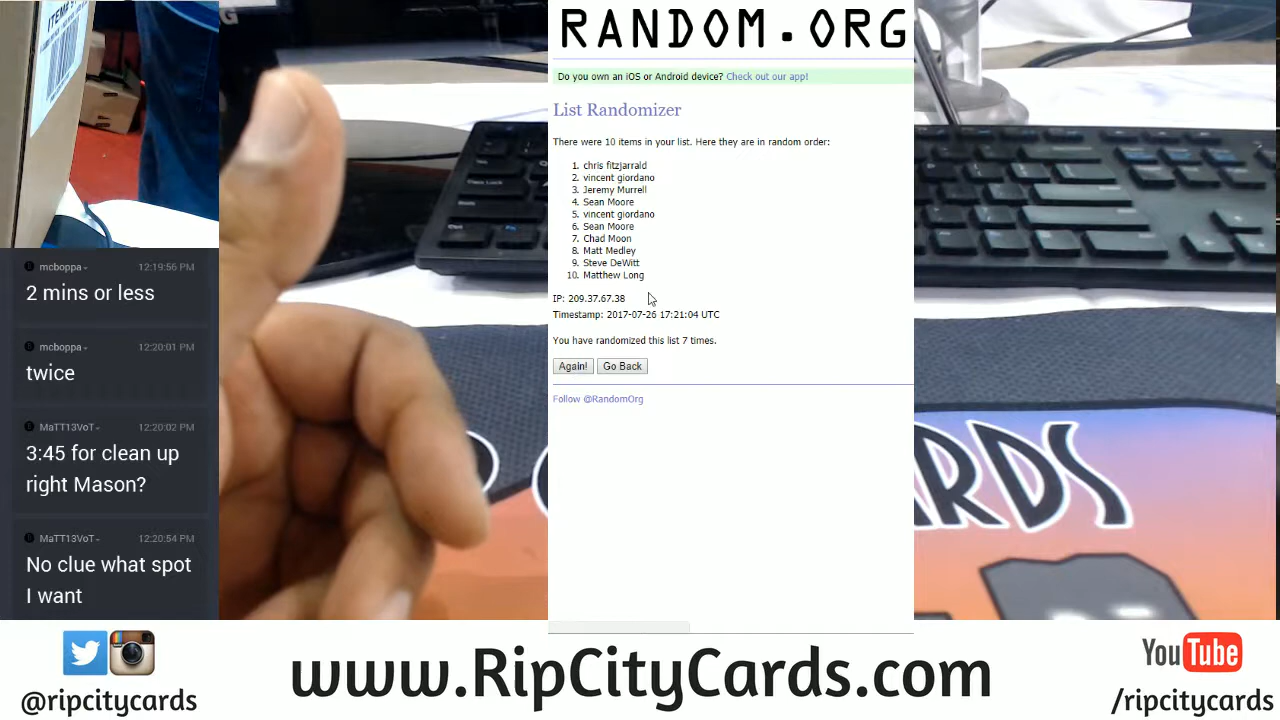 ITEM#
mcboppa 12:19:56 PM
2 mins or less
mcboppa 12:20:01 PM
twice
MaTT13VoT 12:20:02 PM
3:45 for clean up
right Mason?
MaTT13VoT 12:20:54 PM
No clue what spot
I want
RANDOM.ORG
Do you own an iOS or Android device? Check out our app!
List Randomizer
There were 10 items in your list. Here they are in random order:
1. chris fitzjarrald
2. vincent giordano
3. Jeremy Murrell
4. Sean Moore
5. vincent giordano
6. Sean Moore
7. Chad Moon
8. Matt Medley
9. Steve DeWitt
10. Matthew Long
IP: 209.37.67.38
Timestamp: 2017-07-26 17:21:04 UTC
You have randomized this list 7 times.
Again! Go Back
Follow @RandomOrg
ARDS
@ripcitycards
www.RipCityCards.com
YouTube
/ripcitycards